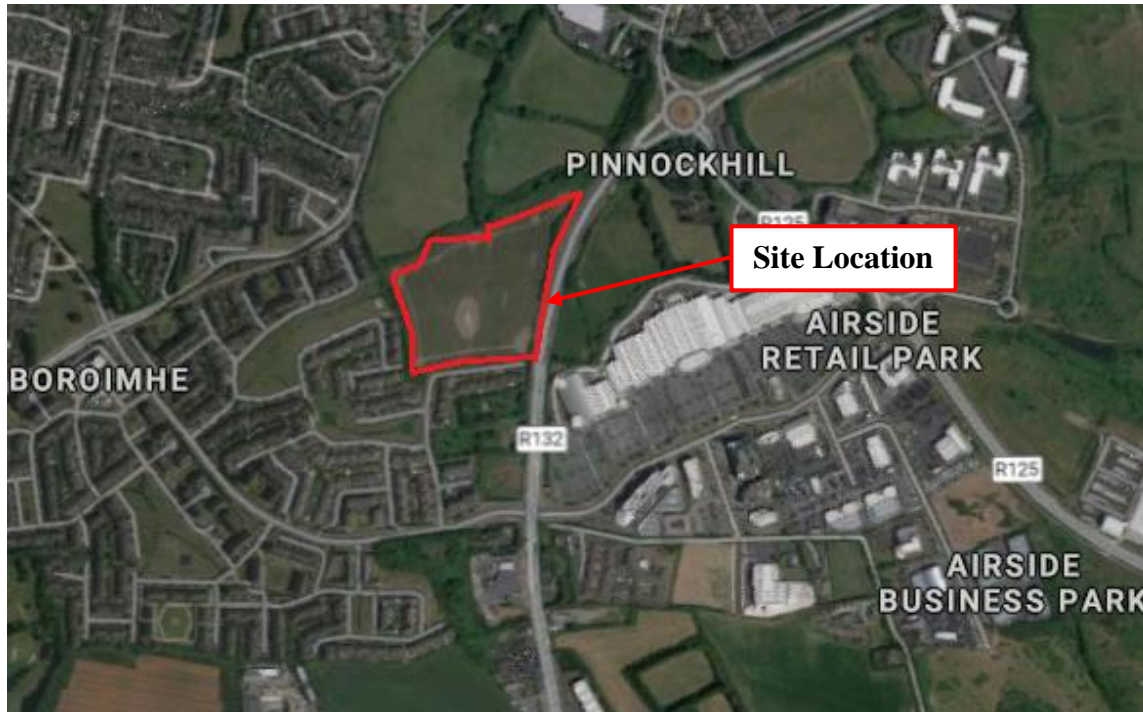 PINNOCKHILL
R125
Site Location
AIRSIDE
RETAIL PARK
BOROIMHE
R132
R125
AIRSIDE
BUSINESS PARK